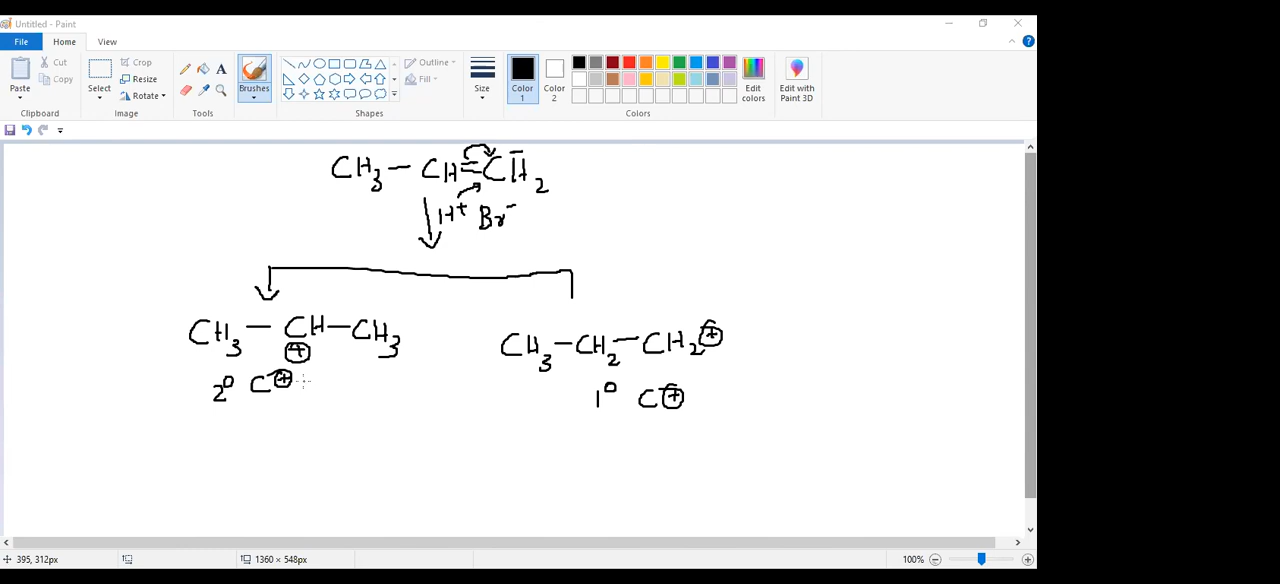 Untitled - Paint
File Home View
Paste Cut Copy Select Crop Resize Rotate Brushes Outline Fill Size Color 1 Color 2 Edit colors Edit with Paint 3D
Clipboard Image Tools Shapes Colors
CH3 — CH = CH2
H+ Br-
CH3 — CH — CH3
+
CH3 — CH2 — CH2 +
2° C+
1° C+
395, 312px 1360 × 548px 100%